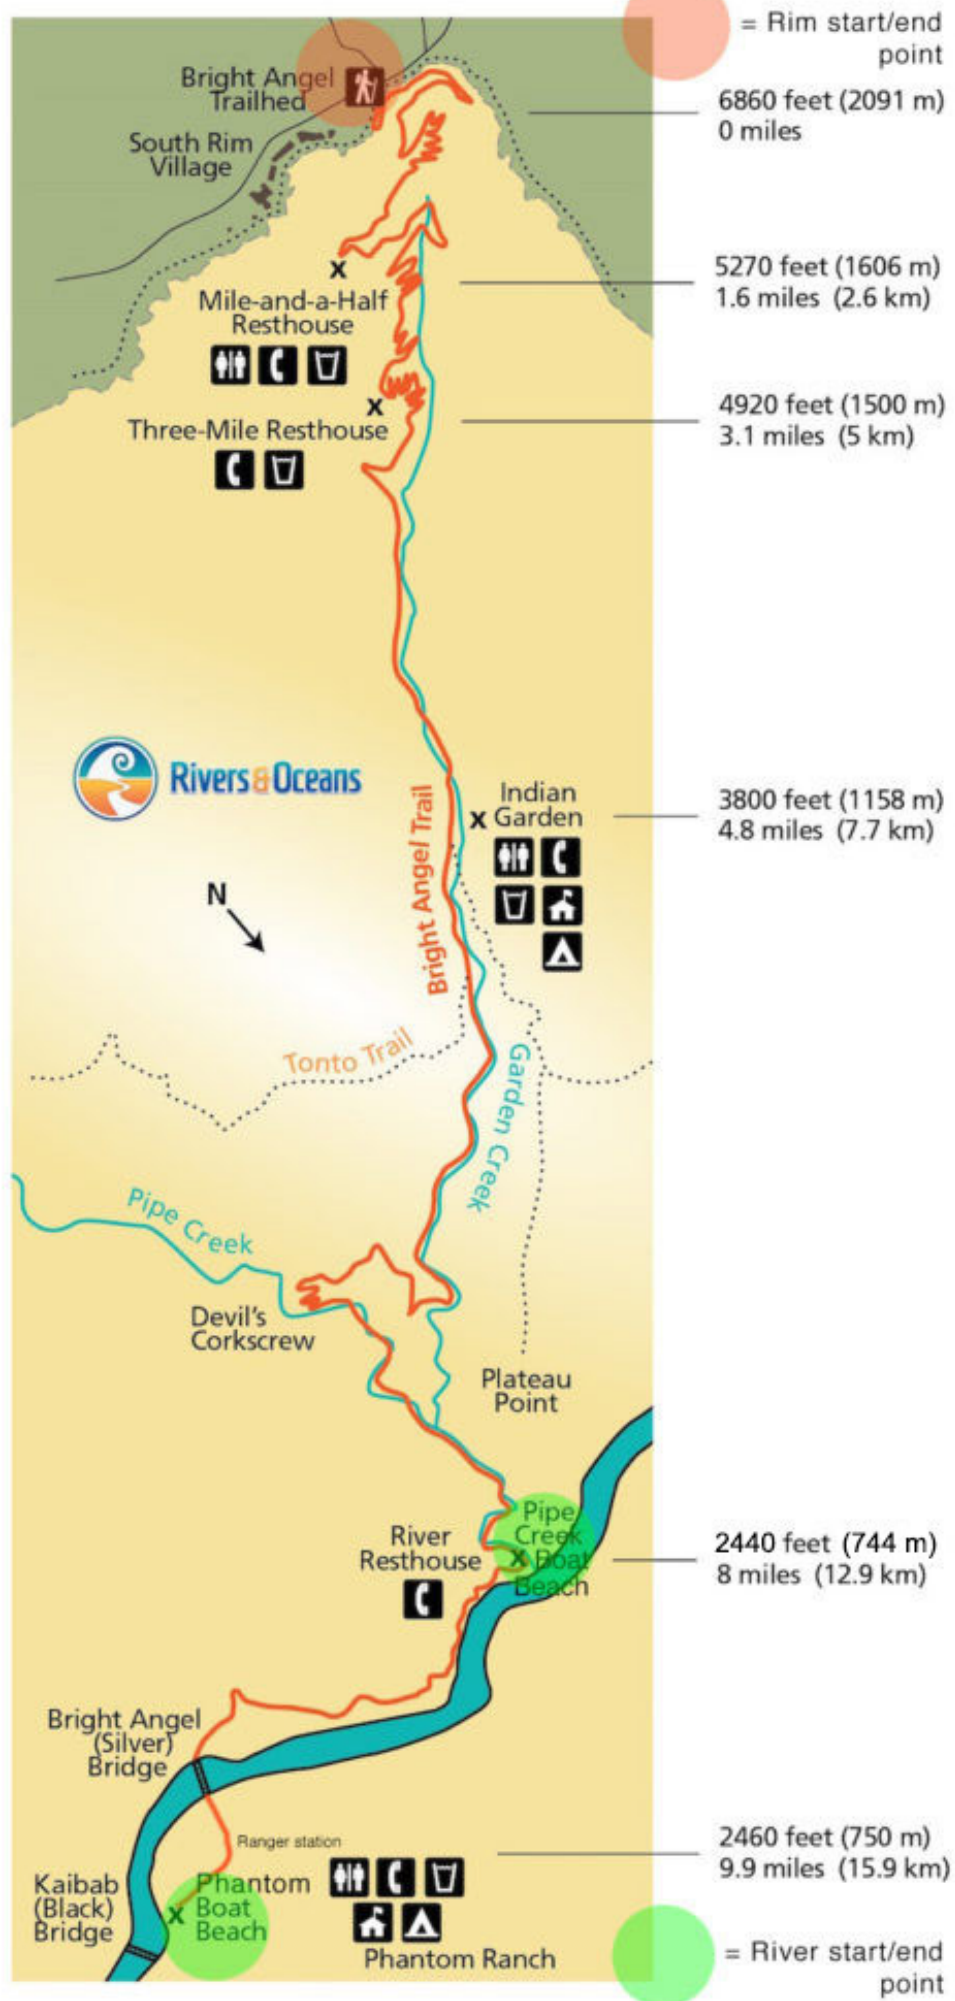 = Rim start/end
point
Bright Angel
Trailhed
6860 feet (2091 m)
0 miles
South Rim
Village
5270 feet (1606 m)
1.6 miles (2.6 km)
Mile-and-a-Half
Resthouse
4920 feet (1500 m)
3.1 miles (5 km)
Three-Mile Resthouse
Rivers&Oceans
Bright Angel Trail
Indian
x Garden
3800 feet (1158 m)
4.8 miles (7.7 km)
N
Tonto Trail
Garden Creek
Pipe Creek
Devil's
Corkscrew
Plateau
Point
Pipe
Creek
x Boat
Beach
River
Resthouse
2440 feet (744 m)
8 miles (12.9 km)
Bright Angel
(Silver)
Bridge
Ranger station
2460 feet (750 m)
9.9 miles (15.9 km)
Kaibab
(Black)
Bridge
Phantom
x Boat
Beach
Phantom Ranch
= River start/end
point